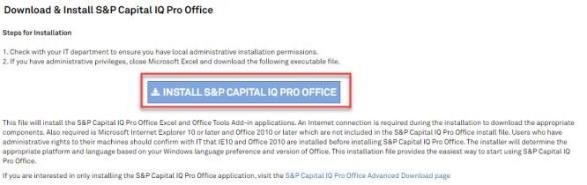 Download & Install S&P Capital IQ Pro Office
Steps for Installation
1. Check with your IT department to ensure you have local administrative installation permissions.
2. If you have administrative privileges, close Microsoft Excel and download the following executable file.
INSTALL S&P CAPITAL IQ PRO OFFICE
This file will install the S&P Capital IQ Pro Office Excel and Office Tools Add-in applications. An Internet connection is required during the installation to download the appropriate
components. Also required is Microsoft Internet Explorer 10 or later and Office 2010 or later which are not included in the S&P Capital IQ Pro Office install file. Users who have
administrative rights to their machines should confirm with IT that IE10 and Office 2010 are installed before installing S&P Capital IQ Pro Office. The installer will determine the
appropriate platform and language based on your Windows language preference and version of Office. This installation file provides the easiest way to start using S&P Capital IQ
Pro Office.
If you are interested in only installing the S&P Capital IQ Pro Office application, visit the S&P Capital IQ Pro Office Advanced Download page